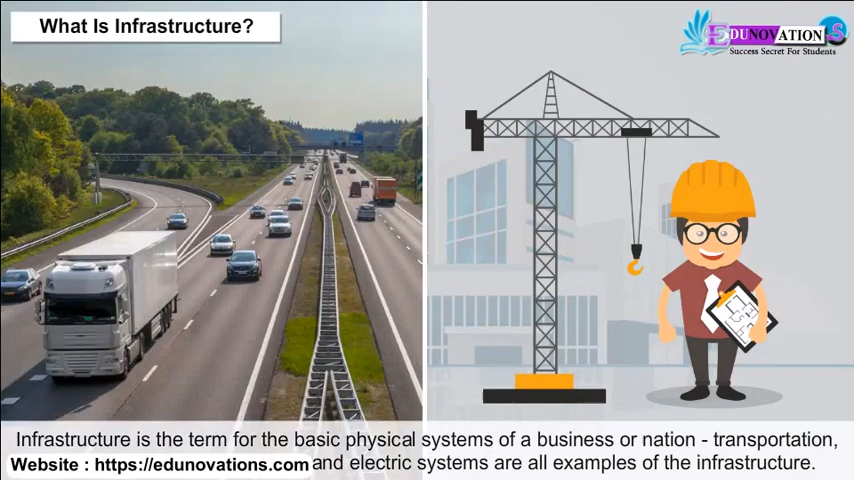 What Is Infrastructure?
EDUNOVATIONS
Success Secret For Students
Infrastructure is the term for the basic physical systems of a business or nation - transportation,
Website : https://edunovations.com and electric systems are all examples of the infrastructure.